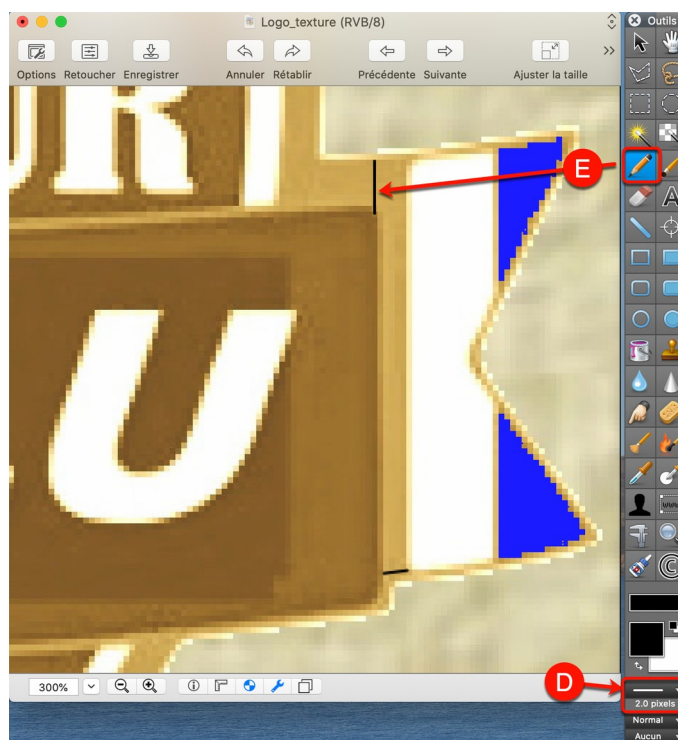 Logo_texture (RVB/8)
Outils
Options Retoucher Enregistrer Annuler Rétablir Précédente Suivante Ajuster la taille
E
U
300%
D
2.0 pixels
Normal
Aucun